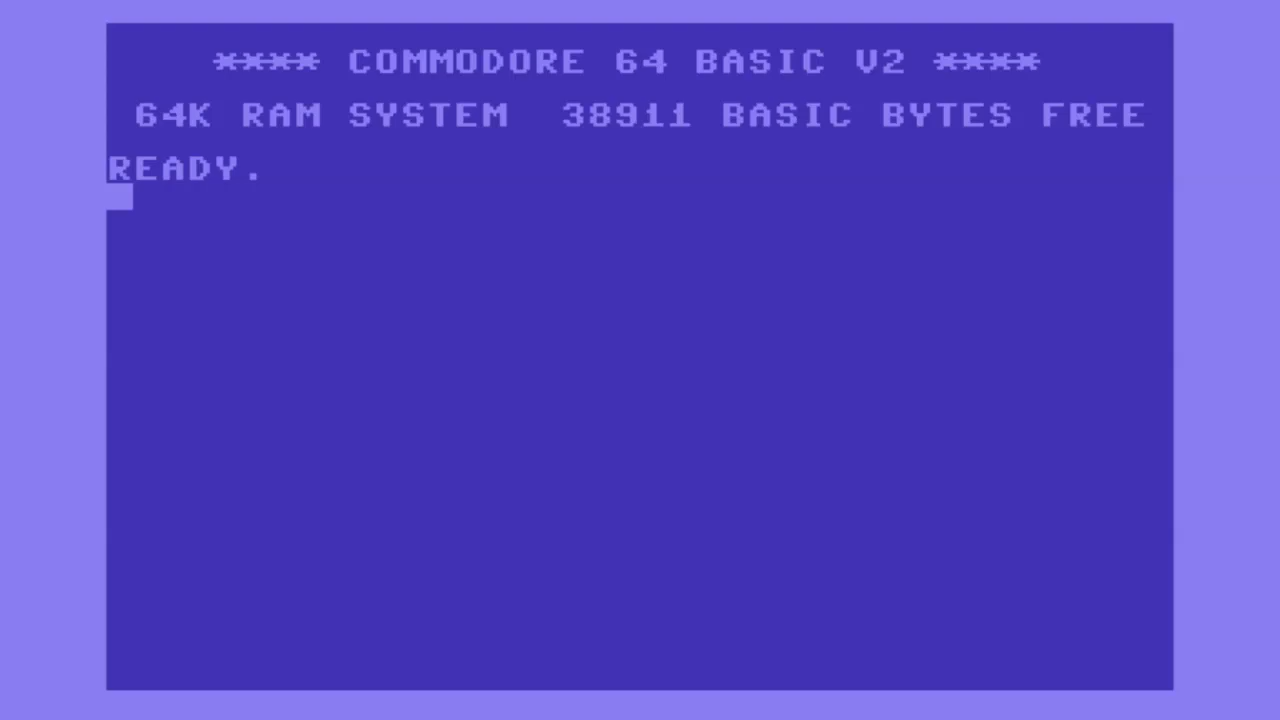 **** COMMODORE 64 BASIC V2 ****
64K RAM SYSTEM  38911 BASIC BYTES FREE
READY.